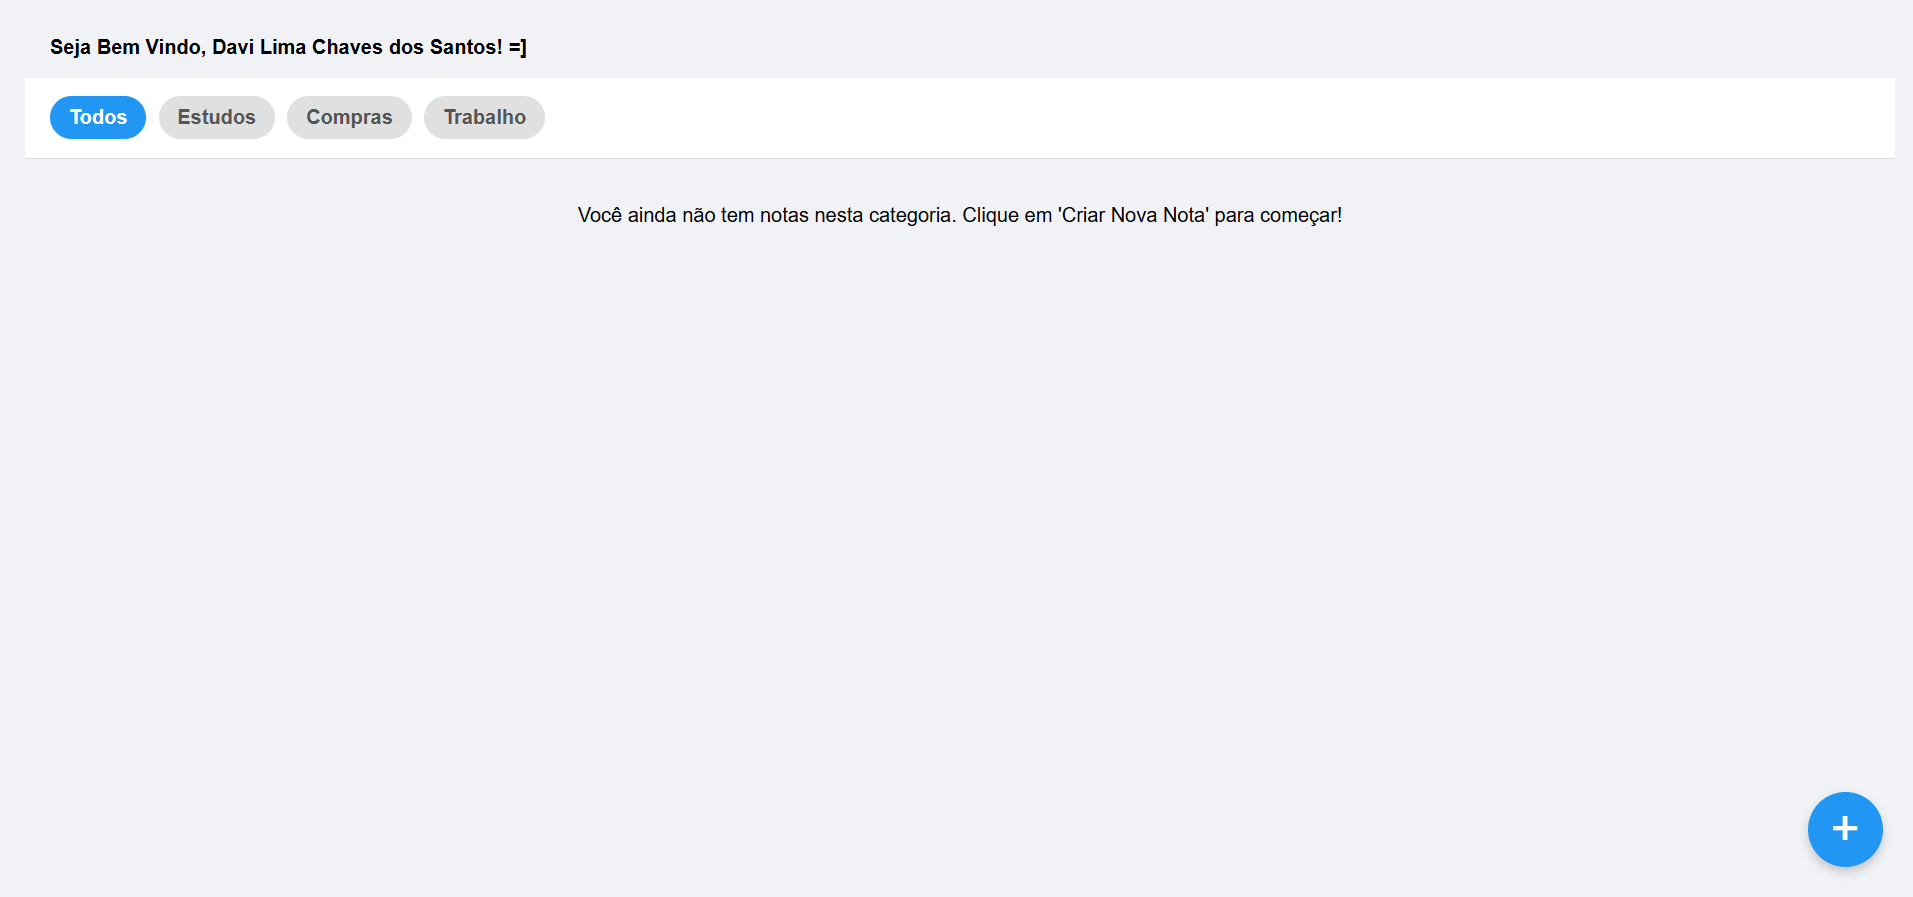 Seja Bem Vindo, Davi Lima Chaves dos Santos! =]
Todos Estudos Compras Trabalho
Você ainda não tem notas nesta categoria. Clique em 'Criar Nova Nota' para começar!
+